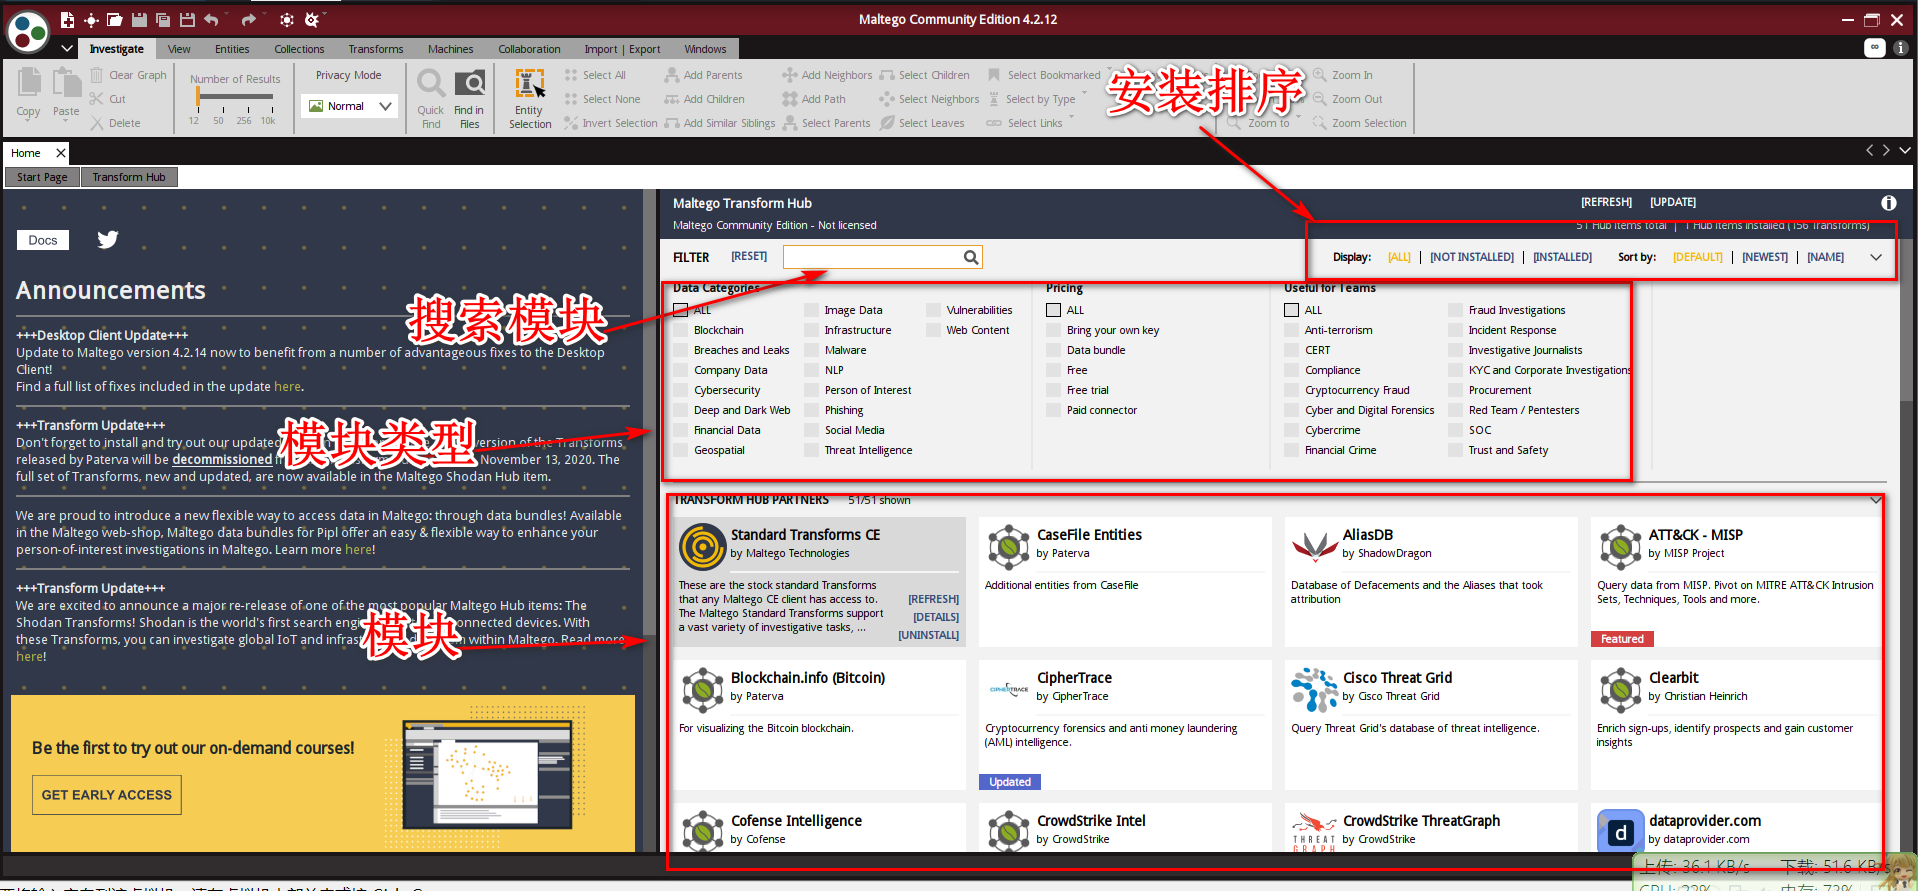 Maltego Community Edition 4.2.12
Investigate View Entities Collections Transforms Machines Collaboration Import | Export Windows
Copy
Paste
Clear Graph
Cut
Delete
Number of Results
12 50 256 10k
Privacy Mode
Normal
Quick Find
Find in Files
Entity Selection
Select All
Select None
Invert Selection
Add Parents
Add Children
Add Similar Siblings
Add Neighbors
Add Path
Select Parents
Select Children
Select Neighbors
Select Leaves
Select Bookmarked
Select by Type
Select Links
安装排序
Zoom to
Zoom In
Zoom Out
Zoom Selection
Home
Start Page Transform Hub
Docs
Announcements
+++Desktop Client Update+++
Update to Maltego version 4.2.14 now to benefit from a number of advantageous fixes to the Desktop
Client!
Find a full list of fixes included in the update here.
+++Transform Update+++
Don't forget to install and try out our updated version of the Transforms
released by Paterva will be decommissioned November 13, 2020. The
full set of Transforms, new and updated, are now available in the Maltego Shodan Hub item.
We are proud to introduce a new flexible way to access data in Maltego: through data bundles! Available
in the Maltego web-shop, Maltego data bundles for Pipl offer an easy & flexible way to enhance your
person-of-interest investigations in Maltego. Learn more here!
+++Transform Update+++
We are excited to announce a major re-release of one of the most popular Maltego Hub items: The
Shodan Transforms! Shodan is the world's first search engine connected devices. With
these Transforms, you can investigate global IoT and within Maltego. Read more
here!
Be the first to try out our on-demand courses!
GET EARLY ACCESS
搜索模块
模块类型
模块
Maltego Transform Hub
[REFRESH] [UPDATE]
Maltego Community Edition - Not licensed
51 Hub items total | 1 Hub items installed (156 Transforms)
FILTER [RESET]
Display: [ALL] | [NOT INSTALLED] | [INSTALLED] Sort by: [DEFAULT] | [NEWEST] | [NAME]
Data Categories
ALL
Blockchain
Breaches and Leaks
Company Data
Cybersecurity
Deep and Dark Web
Financial Data
Geospatial
Image Data
Infrastructure
Malware
NLP
Person of Interest
Phishing
Social Media
Threat Intelligence
Vulnerabilities
Web Content
Pricing
ALL
Bring your own key
Data bundle
Free
Free trial
Paid connector
Useful for Teams
ALL
Anti-terrorism
CERT
Compliance
Cryptocurrency Fraud
Cyber and Digital Forensics
Cybercrime
Financial Crime
Fraud Investigations
Incident Response
Investigative Journalists
KYC and Corporate Investigations
Procurement
Red Team / Pentesters
SOC
Trust and Safety
TRANSFORM HUB PARTNERS 51/51 shown
Standard Transforms CE
by Maltego Technologies
These are the stock standard Transforms
that any Maltego CE client has access to.
The Maltego Standard Transforms support
a vast variety of investigative tasks, ...
[REFRESH]
[DETAILS]
[UNINSTALL]
CaseFile Entities
by Paterva
Additional entities from CaseFile
AliasDB
by ShadowDragon
Database of Defacements and the Aliases that took
attribution
ATT&CK - MISP
by MISP Project
Query data from MISP. Pivot on MITRE ATT&CK Intrusion
Sets, Techniques, Tools and more.
Featured
Blockchain.info (Bitcoin)
by Paterva
For visualizing the Bitcoin blockchain.
CIPHERTRACE
CipherTrace
by CipherTrace
Cryptocurrency forensics and anti money laundering
(AML) intelligence.
Updated
Cisco Threat Grid
by Cisco Threat Grid
Query Threat Grid's database of threat intelligence.
Clearbit
by Christian Heinrich
Enrich sign-ups, identify prospects and gain customer
insights
Cofense Intelligence
by Cofense
CrowdStrike Intel
by CrowdStrike
THREAT
GRAPH
CrowdStrike ThreatGraph
by CrowdStrike
d
dataprovider.com
by dataprovider.com
上传: 36.1 KB/s 下载: 51.6 KB/s